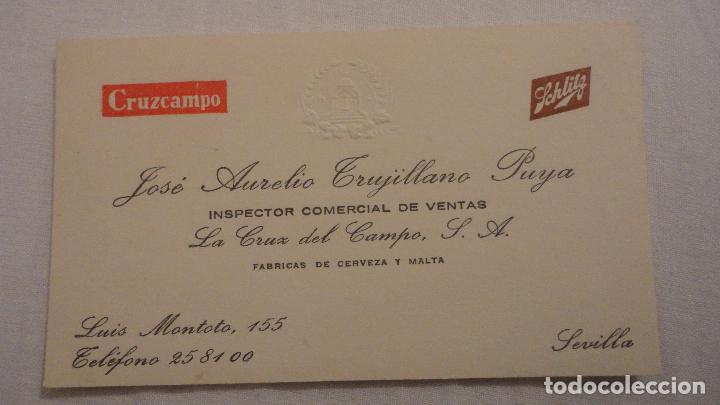 Cruzcampo
Schlitz
José Aurelio Trujillano Puya
INSPECTOR COMERCIAL DE VENTAS
La Cruz del Campo, S. A.
FABRICAS DE CERVEZA Y MALTA
Luis Montoto, 155
Teléfono 25 81 00
Sevilla
todocoleccion